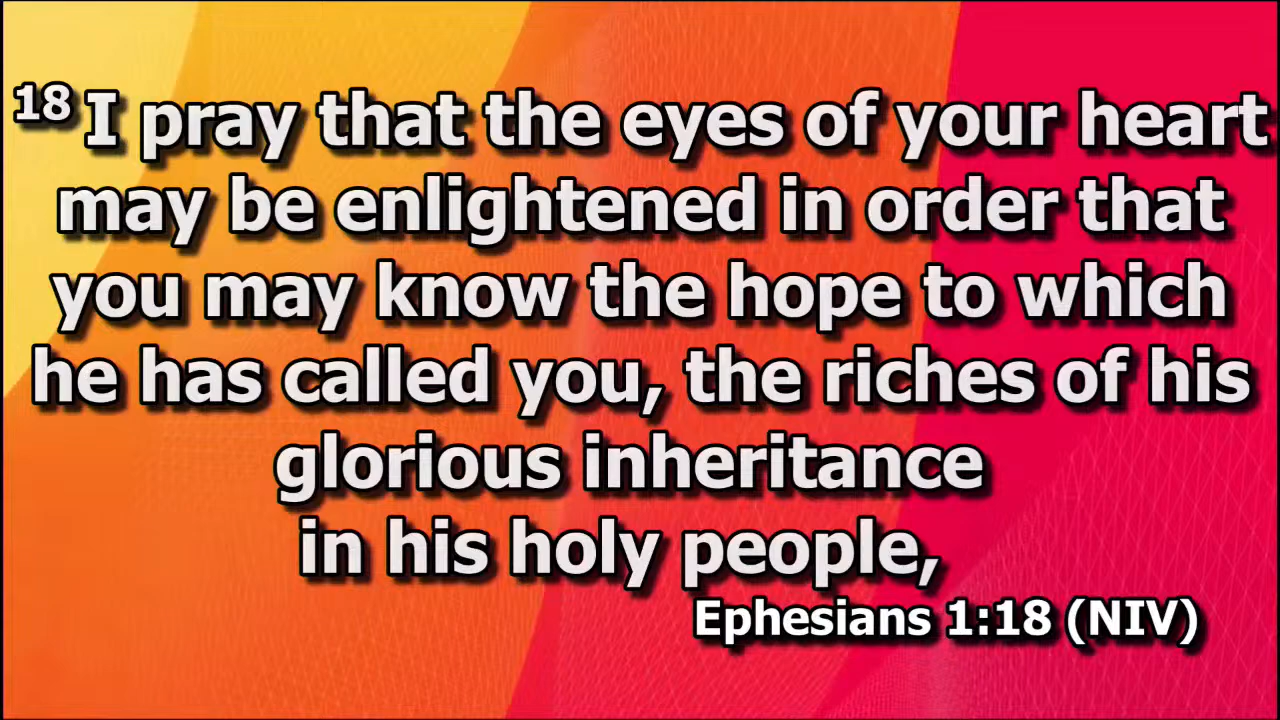 18 I pray that the eyes of your heart
may be enlightened in order that
you may know the hope to which
he has called you, the riches of his
glorious inheritance
in his holy people,
Ephesians 1:18 (NIV)